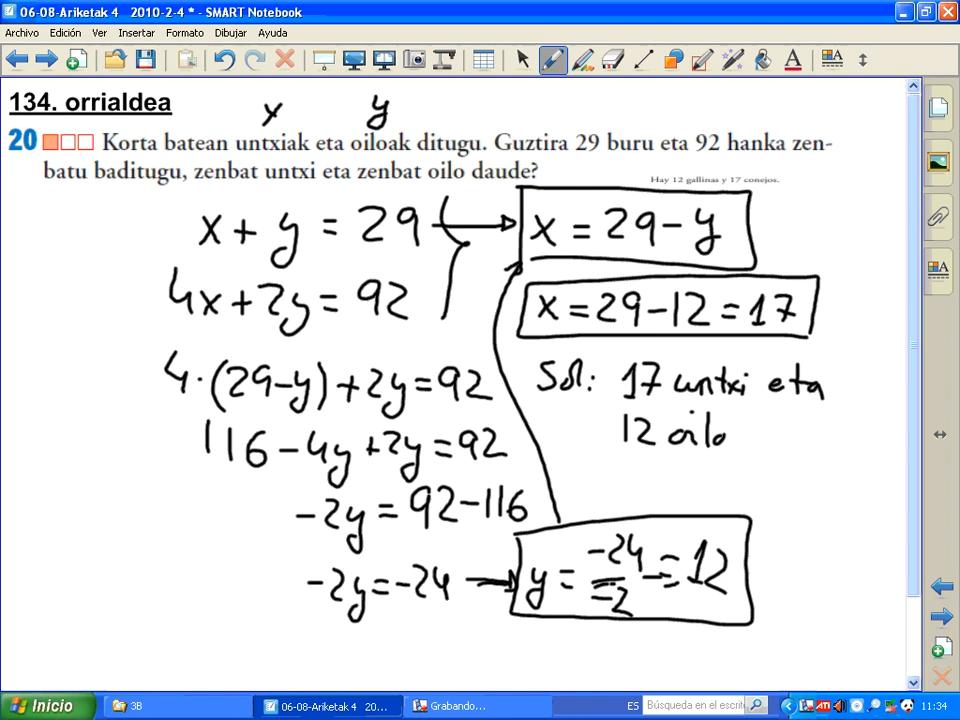 06-08-Ariketak 4 2010-2-4 * - SMART Notebook
Archivo Edición Ver Insertar Formato Dibujar Ayuda
134. orrialdea
x y
20 Korta batean untxiak eta oiloak ditugu. Guztira 29 buru eta 92 hanka zen-
batu baditugu, zenbat untxi eta zenbat oilo daude?
Hay 12 gallinas y 17 conejos.
x + y = 29
x = 29 - y
4x + 2y = 92
x = 29 - 12 = 17
4 · (29 - y) + 2y = 92
Sol: 17 untxi eta
12 oilo
116 - 4y + 2y = 92
-2y = 92 - 116
-2y = -24
y = -24/-2 = 12
Inicio 3B 06-08-Ariketak 4 20... Grabando... ES Búsqueda en el escrit ATI 11:34